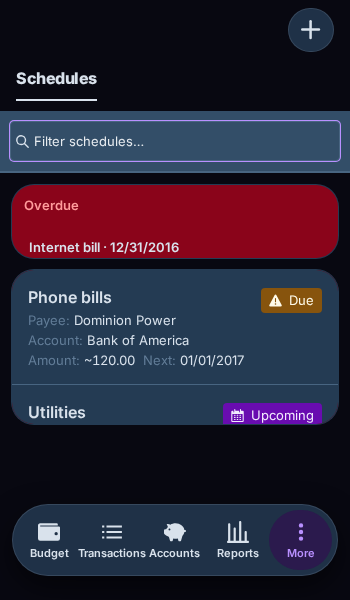 Schedules
Filter schedules…
Overdue
Internet bill · 12/31/2016
Phone bills
Due
Payee: Dominion Power
Account: Bank of America
Amount: ~120.00 Next: 01/01/2017
Utilities
Upcoming
Budget
Transactions
Accounts
Reports
More